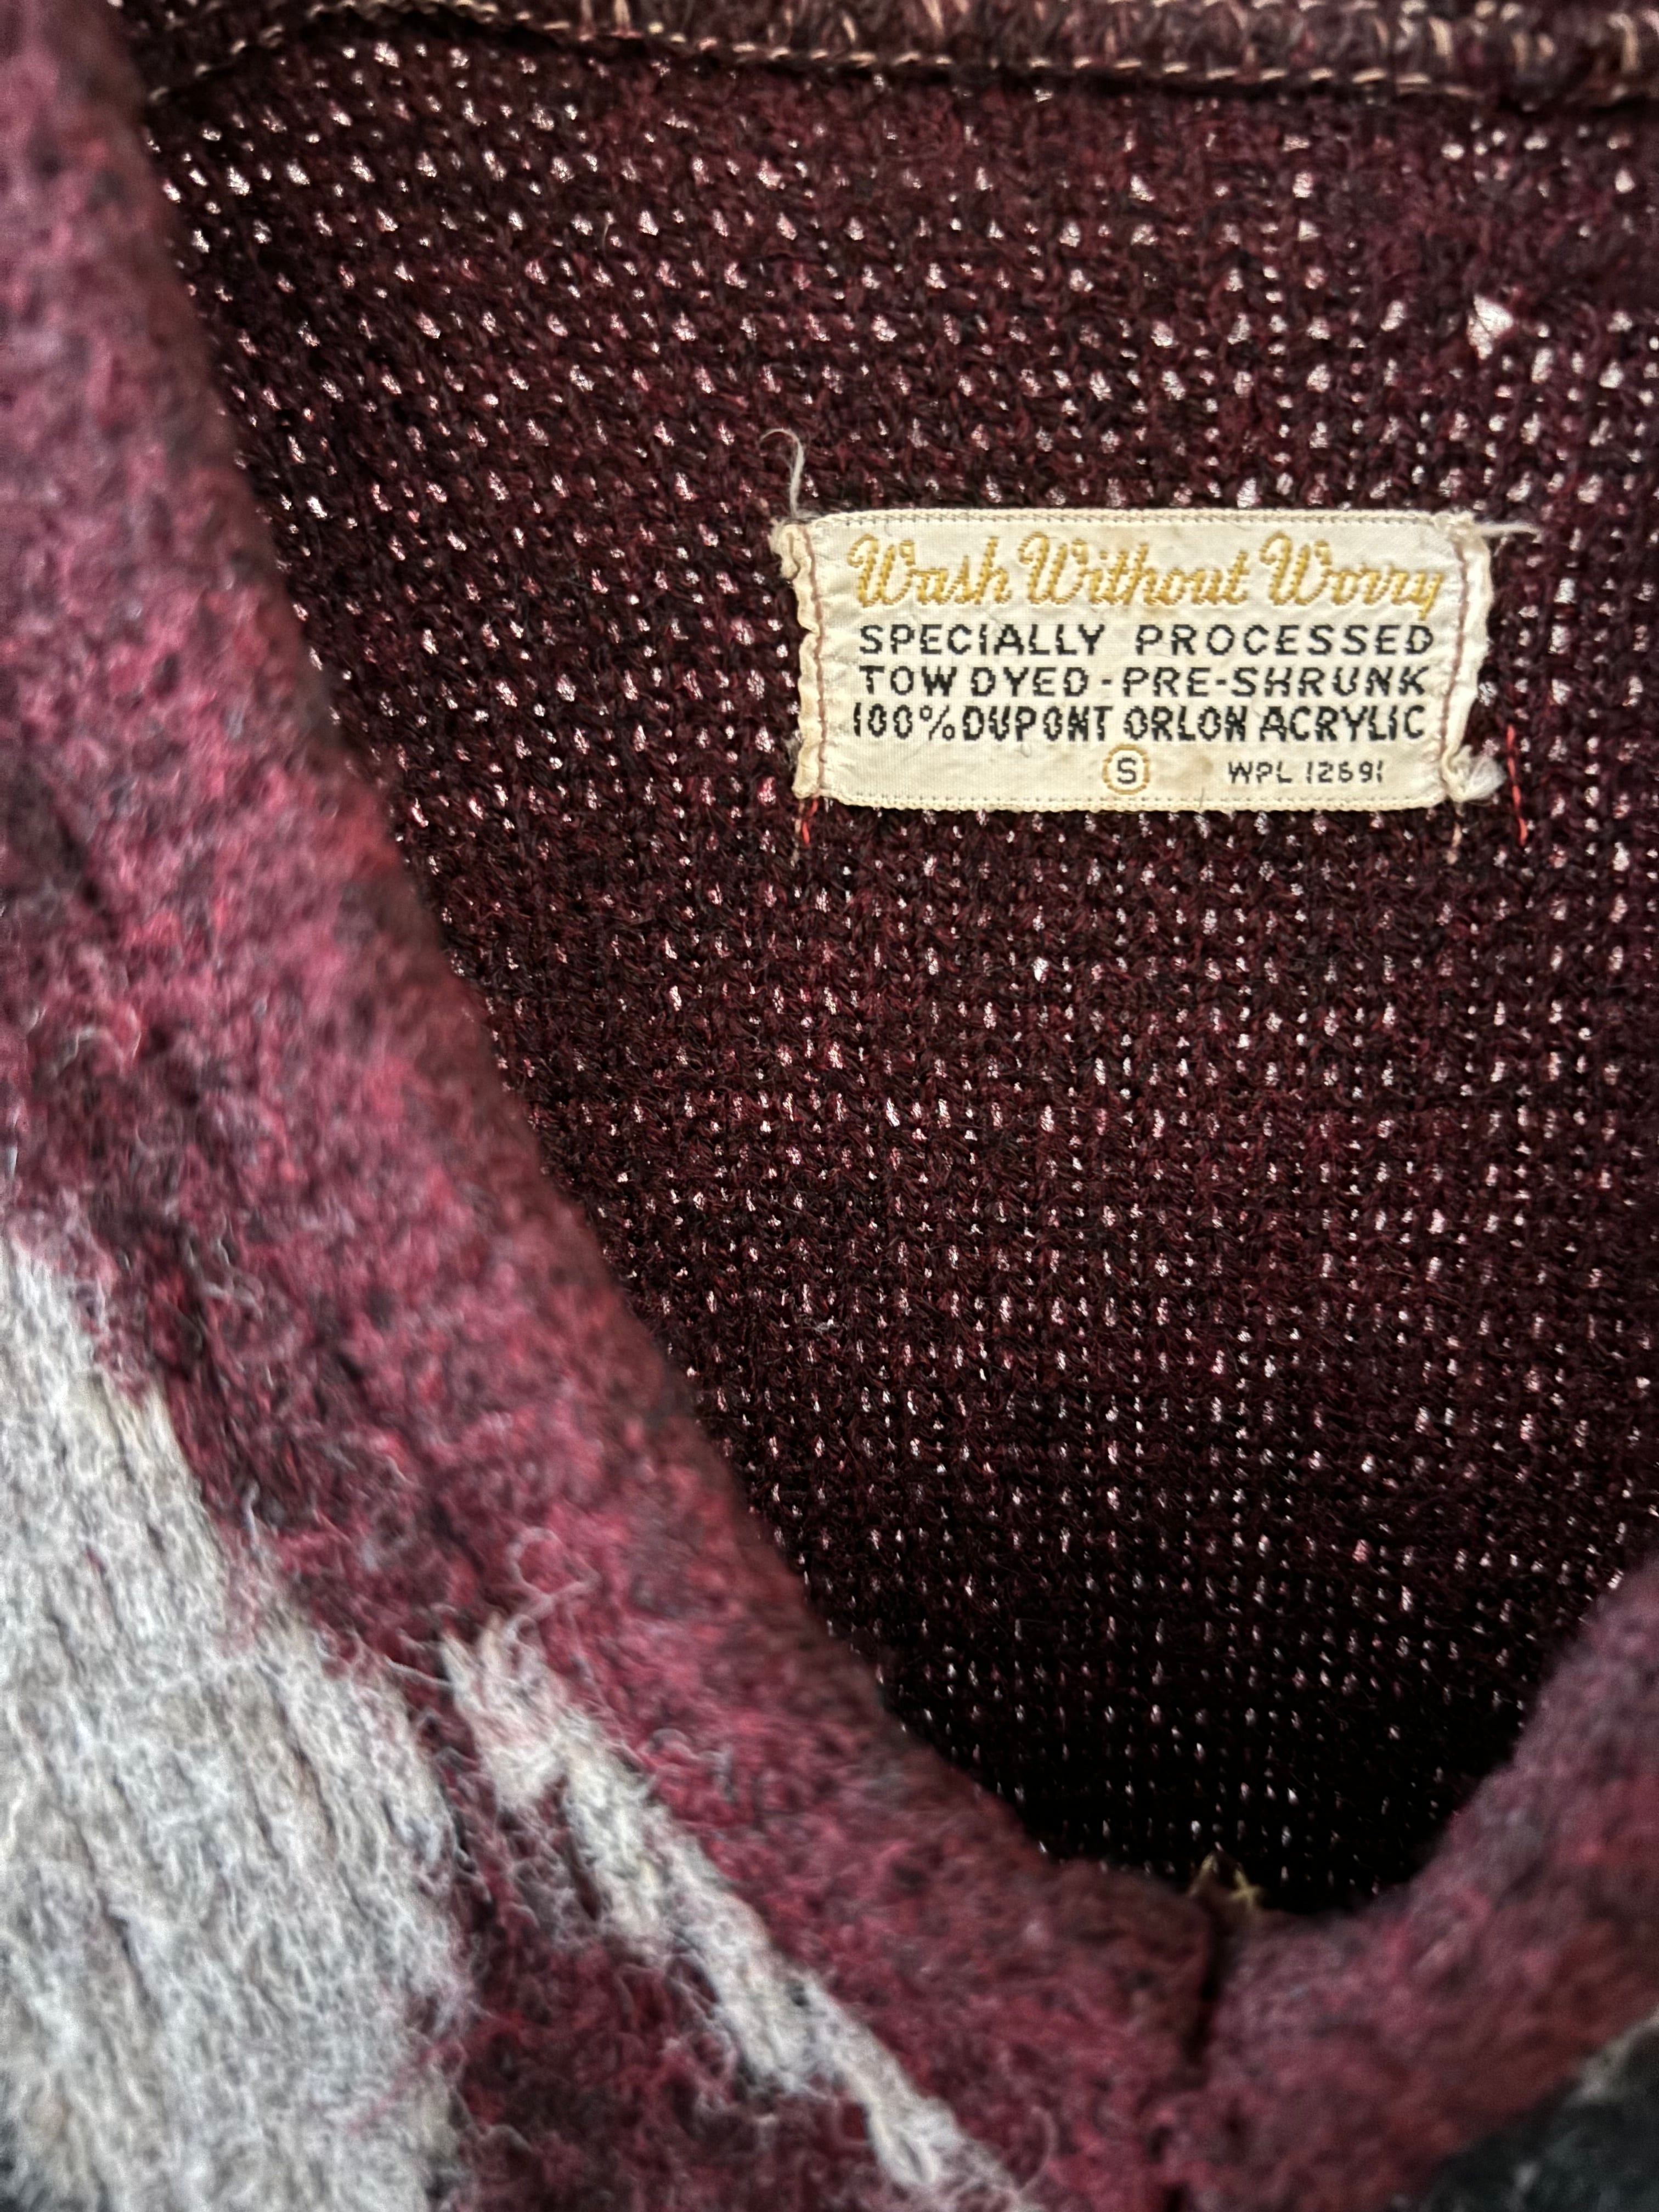 Wash Without Worry
SPECIALLY PROCESSED
TOW DYED - PRE-SHRUNK
100% DUPONT ORLON ACRYLIC
S WPL 12691